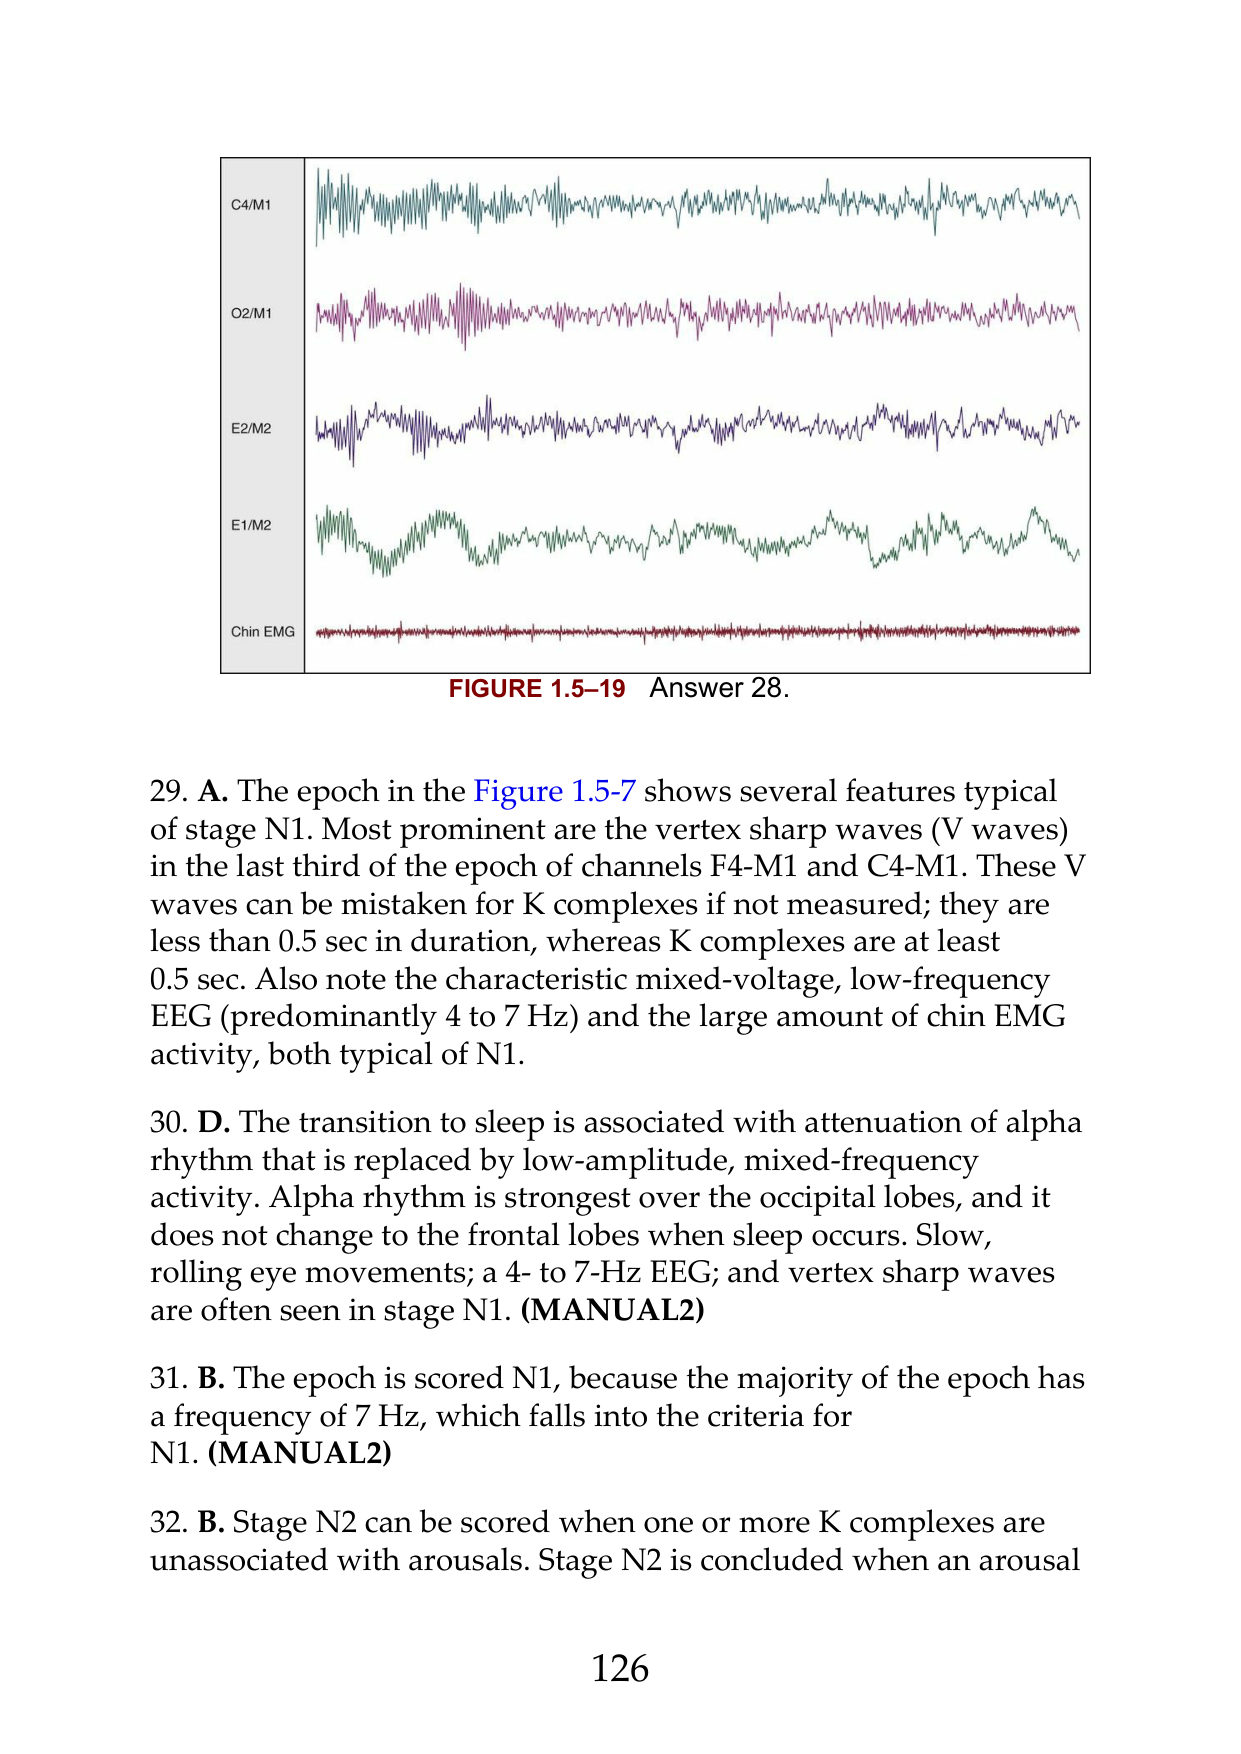 C4/M1
O2/M1
E2/M2
E1/M2
Chin EMG
FIGURE 1.5–19 Answer 28.
29. A. The epoch in the Figure 1.5-7 shows several features typical
of stage N1. Most prominent are the vertex sharp waves (V waves)
in the last third of the epoch of channels F4-M1 and C4-M1. These V
waves can be mistaken for K complexes if not measured; they are
less than 0.5 sec in duration, whereas K complexes are at least
0.5 sec. Also note the characteristic mixed-voltage, low-frequency
EEG (predominantly 4 to 7 Hz) and the large amount of chin EMG
activity, both typical of N1.
30. D. The transition to sleep is associated with attenuation of alpha
rhythm that is replaced by low-amplitude, mixed-frequency
activity. Alpha rhythm is strongest over the occipital lobes, and it
does not change to the frontal lobes when sleep occurs. Slow,
rolling eye movements; a 4- to 7-Hz EEG; and vertex sharp waves
are often seen in stage N1. (MANUAL2)
31. B. The epoch is scored N1, because the majority of the epoch has
a frequency of 7 Hz, which falls into the criteria for
N1. (MANUAL2)
32. B. Stage N2 can be scored when one or more K complexes are
unassociated with arousals. Stage N2 is concluded when an arousal
126